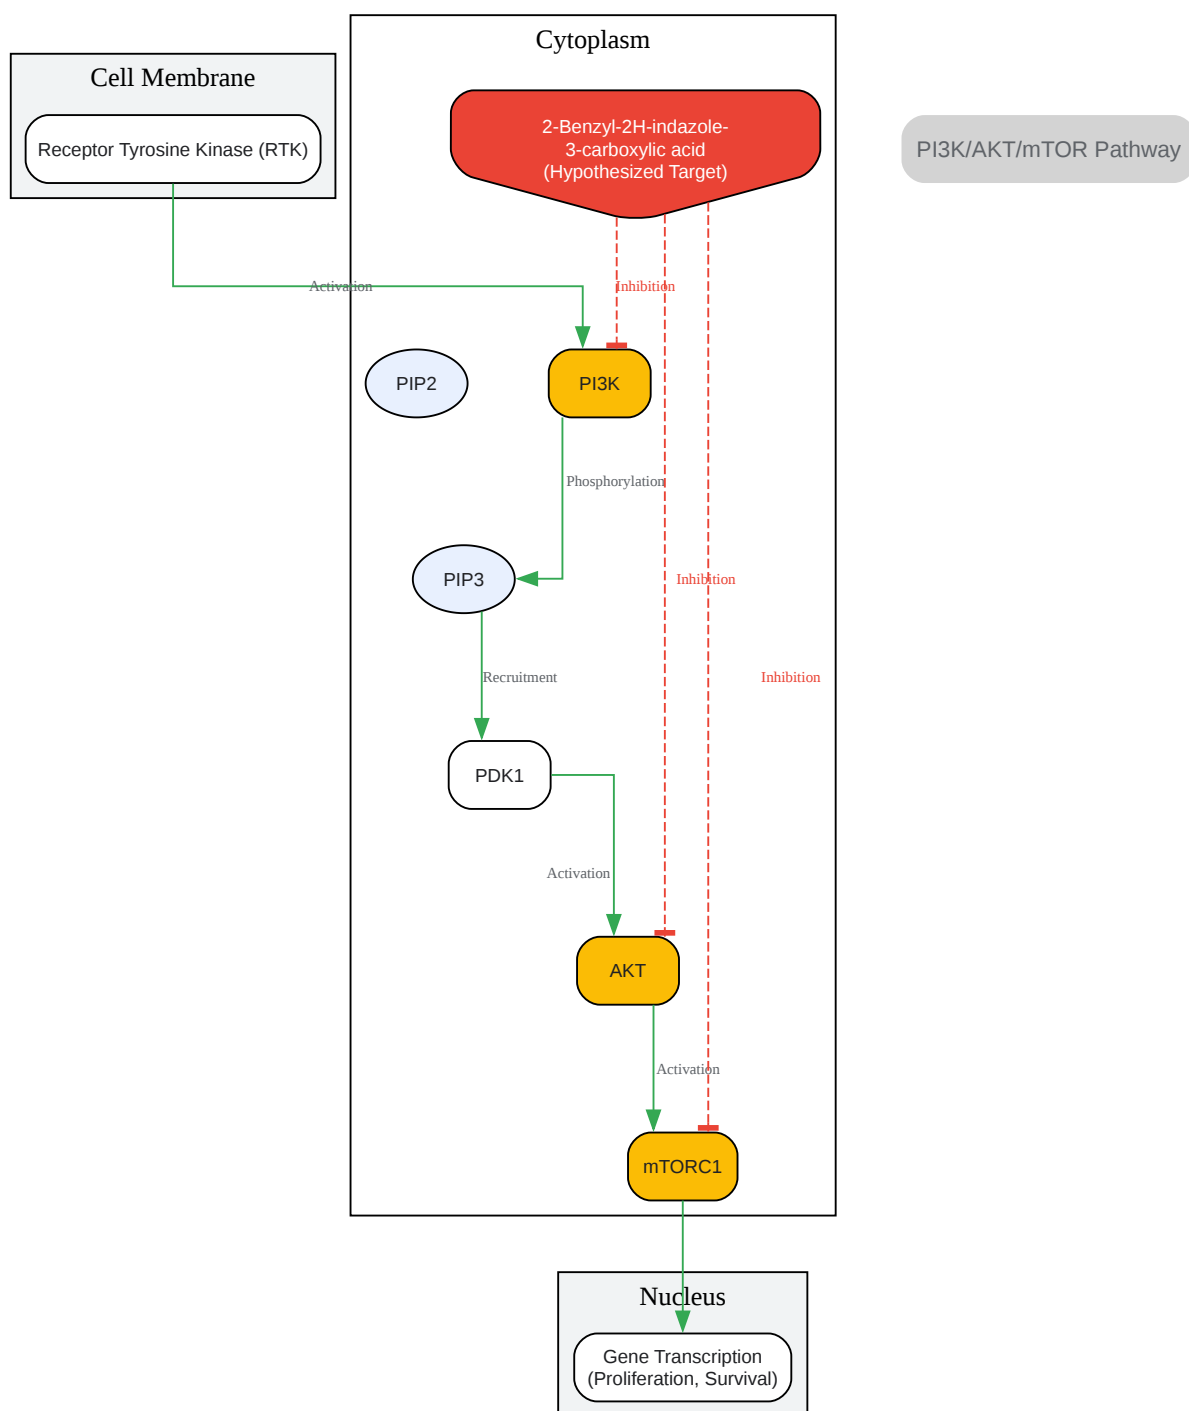 Cytoplasm
Cell Membrane
Receptor Tyrosine Kinase (RTK)
2-Benzyl-2H-indazole-
3-carboxylic acid
(Hypothesized Target)
PI3K/AKT/mTOR Pathway
Activation
Inhibition
PIP2
PI3K
Phosphorylation
PIP3
Inhibition
Recruitment
Inhibition
PDK1
Activation
AKT
Activation
mTORC1
Nucleus
Gene Transcription
(Proliferation, Survival)